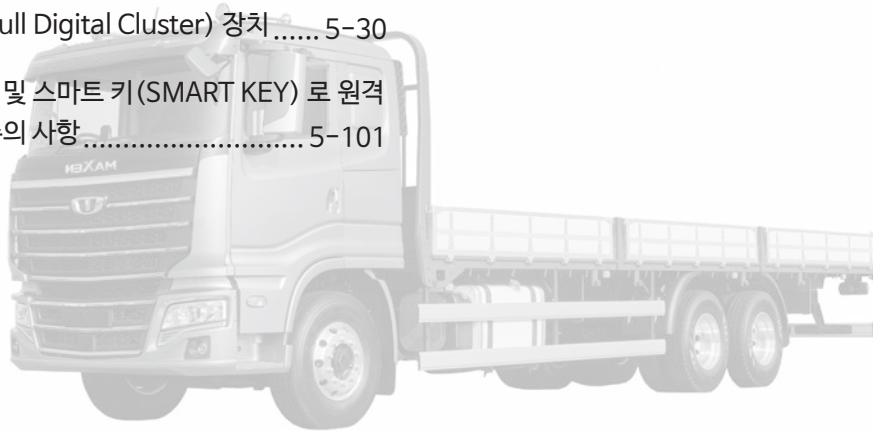 ull Digital Cluster) 장치 ...... 5-30
및 스마트 키(SMART KEY) 로 원격
의 사항 ............................ 5-101
MAXEN